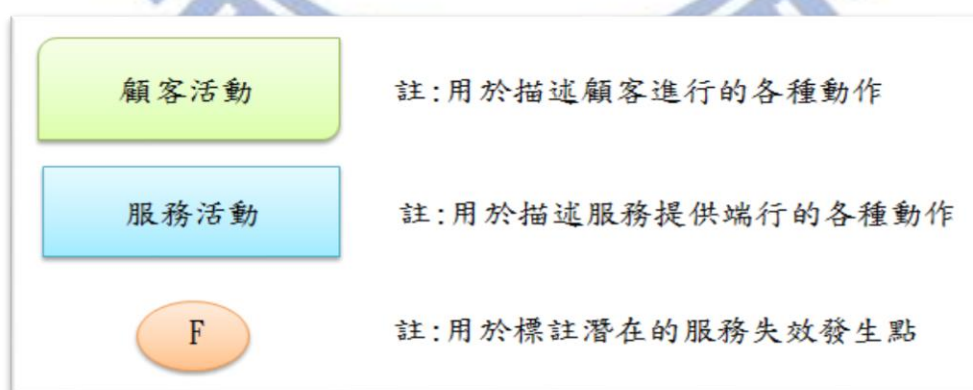 顧客活動 註:用於描述顧客進行的各種動作
服務活動 註:用於描述服務提供端行的各種動作
F 註:用於標註潛在的服務失效發生點